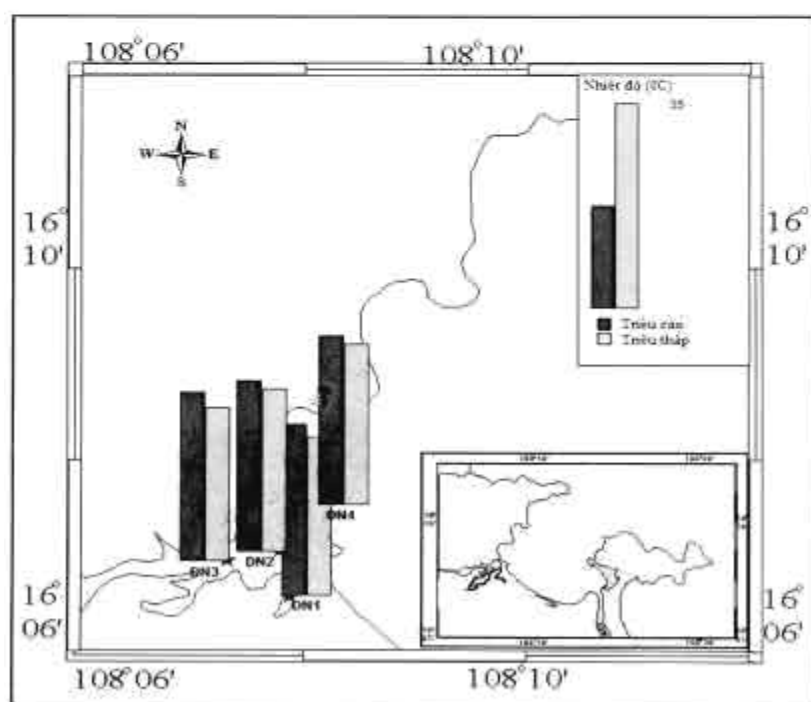 108°06'
108°10'
Nhiệt độ (0C)
35
N
W E
S
16°
10'
16°
10'
Triều cao
Triều thấp
DN4
DN3
DN2
DN1
16°
06'
16°
06'
108°06'
108°10'